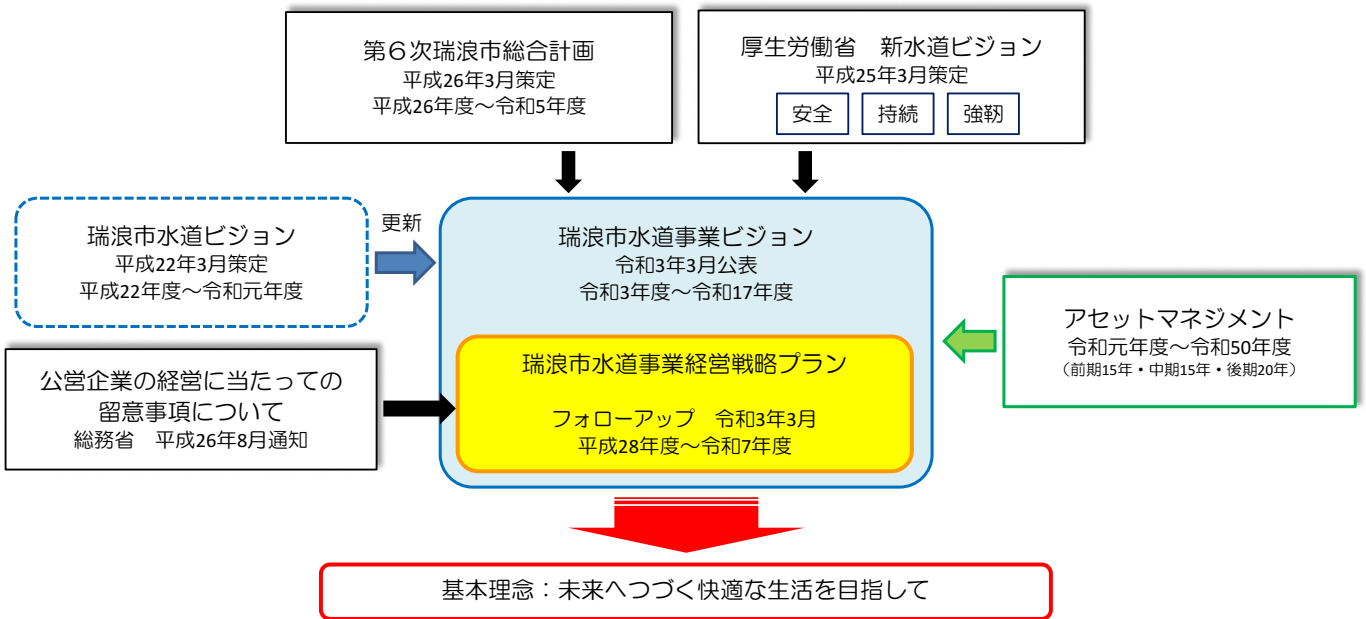 第６次瑞浪市総合計画
平成26年3月策定
平成26年度～令和5年度
厚生労働省　新水道ビジョン
平成25年3月策定
安全
持続
強靭
瑞浪市水道ビジョン
平成22年3月策定
平成22年度～令和元年度
更新
瑞浪市水道事業ビジョン
令和3年3月公表
令和3年度～令和17年度
アセットマネジメント
令和元年度～令和50年度
（前期15年・中期15年・後期20年）
公営企業の経営に当たっての
留意事項について
総務省　平成26年8月通知
瑞浪市水道事業経営戦略プラン
フォローアップ　令和3年3月
平成28年度～令和7年度
基本理念：未来へつづく快適な生活を目指して